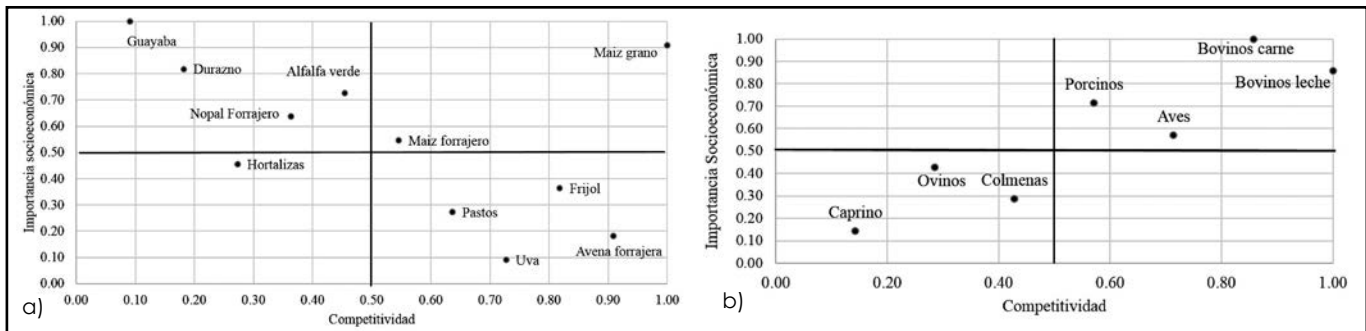 a)
Importancia socioeconómica
1.00
0.90
0.80
0.70
0.60
0.50
0.40
0.30
0.20
0.10
0.00
Guayaba
Maiz grano
Durazno
Alfalfa verde
Nopal Forrajero
Maiz forrajero
Hortalizas
Frijol
Pastos
Avena forrajera
Uva
0.00 0.10 0.20 0.30 0.40 0.50 0.60 0.70 0.80 0.90 1.00
Competitividad
b)
Importancia Socioeconómica
1.00
0.90
0.80
0.70
0.60
0.50
0.40
0.30
0.20
0.10
0.00
Bovinos carne
Porcinos
Bovinos leche
Aves
Ovinos
Colmenas
Caprino
0.00 0.20 0.40 0.60 0.80 1.00
Competitividad